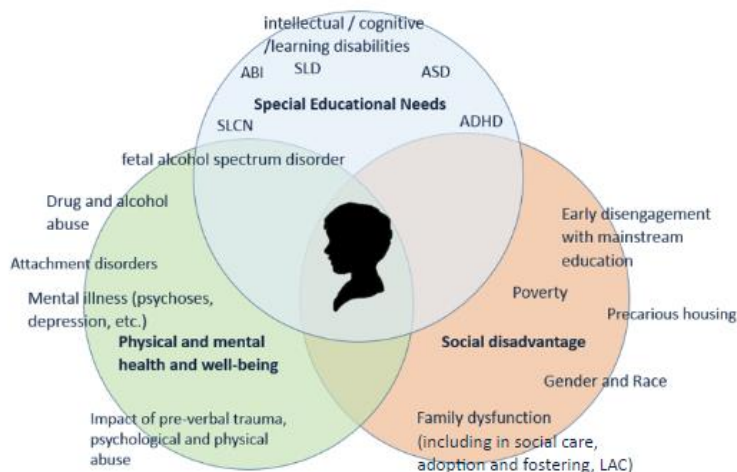 intellectual / cognitive
/learning disabilities
ABI
SLD
ASD
Special Educational Needs
SLCN
ADHD
fetal alcohol spectrum disorder
Drug and alcohol
abuse
Attachment disorders
Mental illness (psychoses,
depression, etc.)
Physical and mental
health and well-being
Impact of pre-verbal trauma,
psychological and physical
abuse
Early disengagement
with mainstream
education
Poverty
Precarious housing
Social disadvantage
Gender and Race
Family dysfunction
(including in social care,
adoption and fostering, LAC)